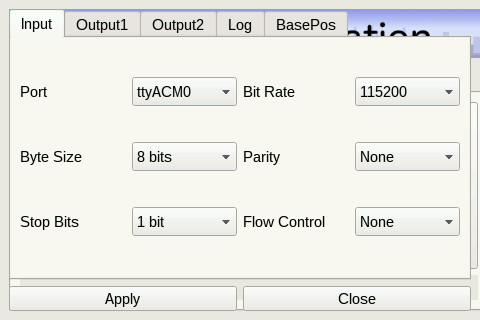 Input Output1 Output2 Log BasePos
Port ttyACM0 Bit Rate 115200
Byte Size 8 bits Parity None
Stop Bits 1 bit Flow Control None
Apply Close